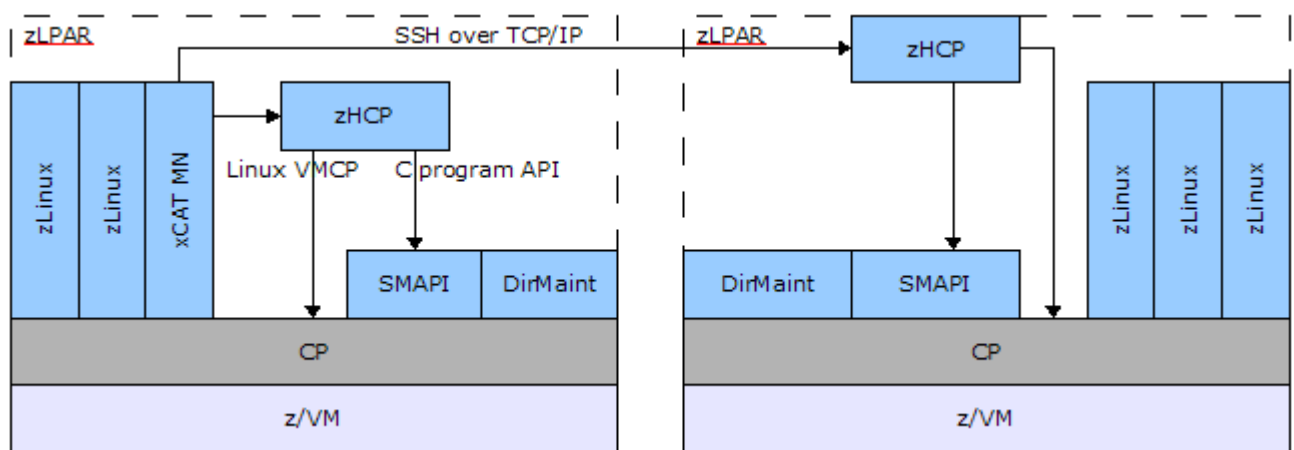 zLPAR
SSH over TCP/IP
zLPAR
zHCP
zHCP
Linux VMCP
C program API
zLinux
zLinux
xCAT MN
SMAPI
DirMaint
DirMaint
SMAPI
zLinux
zLinux
zLinux
CP
CP
z/VM
z/VM